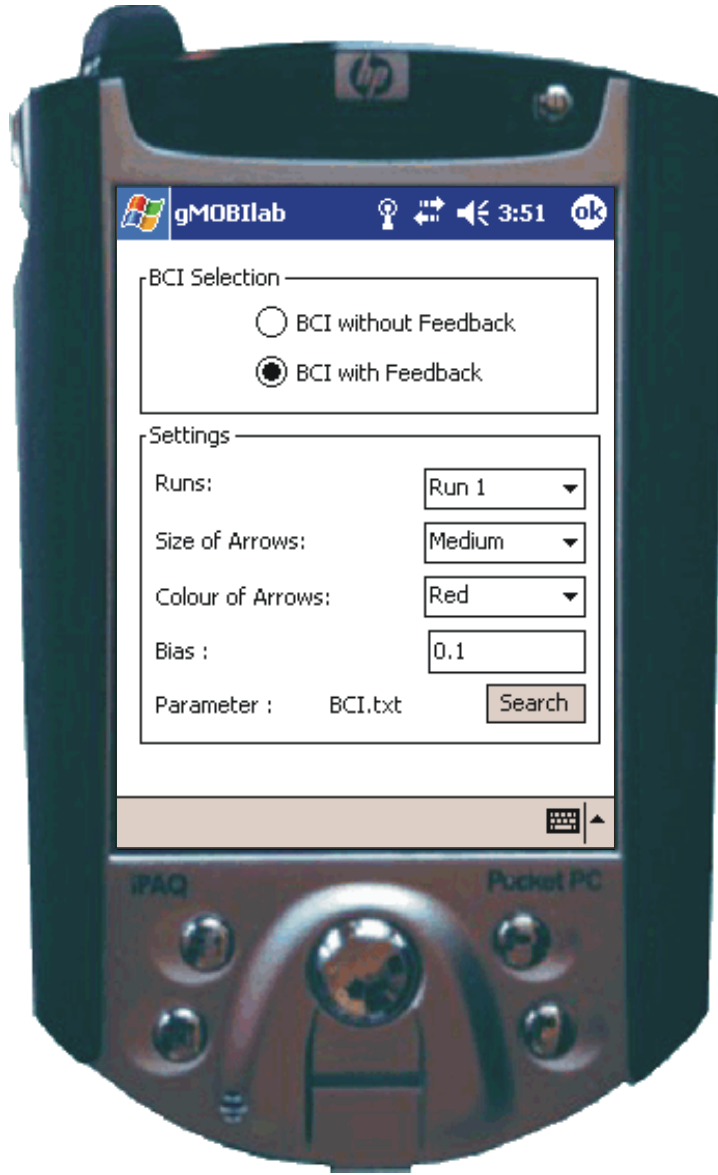 hp
gMOBIlab 3:51 ok
BCI Selection
BCI without Feedback
BCI with Feedback
Settings
Runs: Run 1
Size of Arrows: Medium
Colour of Arrows: Red
Bias : 0.1
Parameter : BCI.txt Search
iPAQ Pocket PC